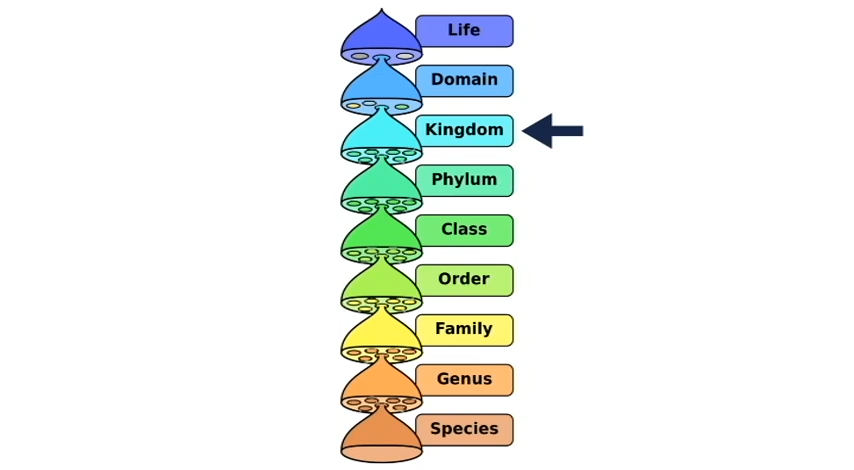 Life
Domain
Kingdom
Phylum
Class
Order
Family
Genus
Species